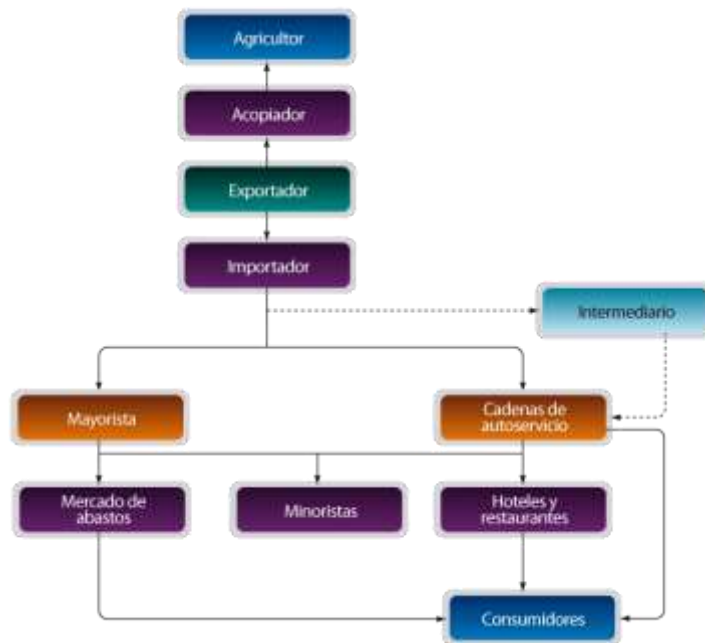 Agricultor
Acopiador
Exportador
Importador
Intermediario
Mayorista
Cadenas de
autoservicio
Mercado de
abastos
Minoristas
Hoteles y
restaurantes
Consumidores